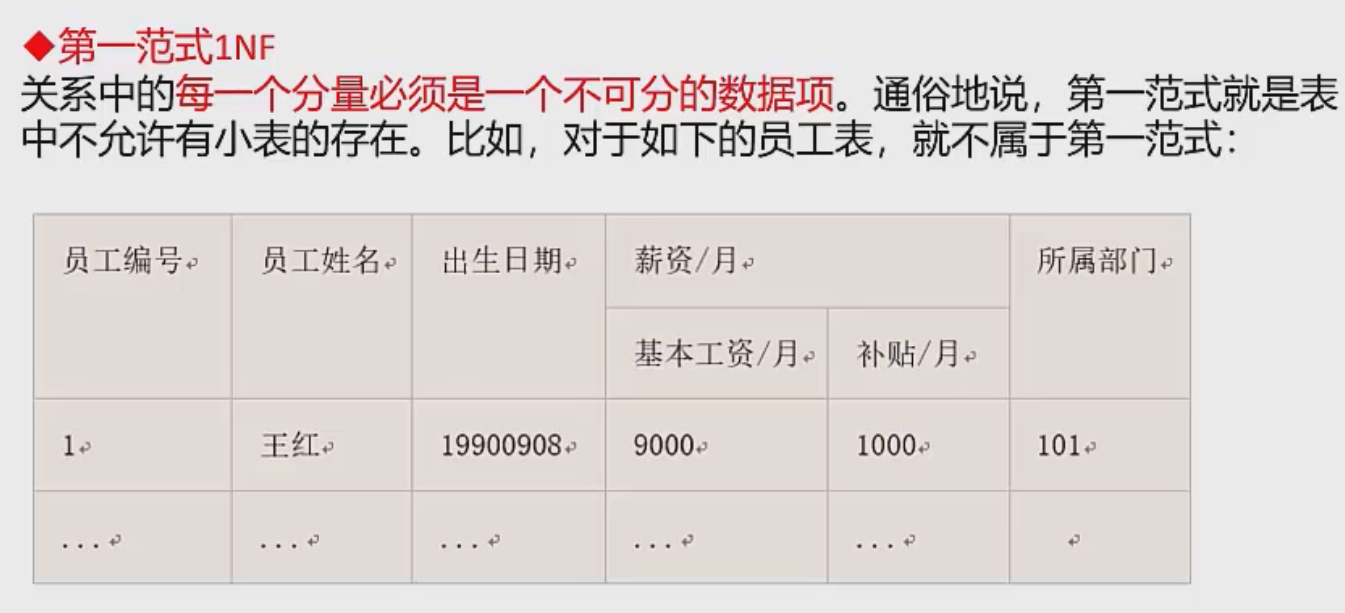 ◆第一范式1NF
关系中的每一个分量必须是一个不可分的数据项。通俗地说，第一范式就是表
中不允许有小表的存在。比如，对于如下的员工表，就不属于第一范式：
员工编号↵ 员工姓名↵ 出生日期↵ 薪资/月↵ 所属部门↵
基本工资/月↵ 补贴/月↵
1↵ 王红↵ 19900908↵ 9000↵ 1000↵ 101↵
...↵ ...↵ ...↵ ...↵ ...↵ ↵